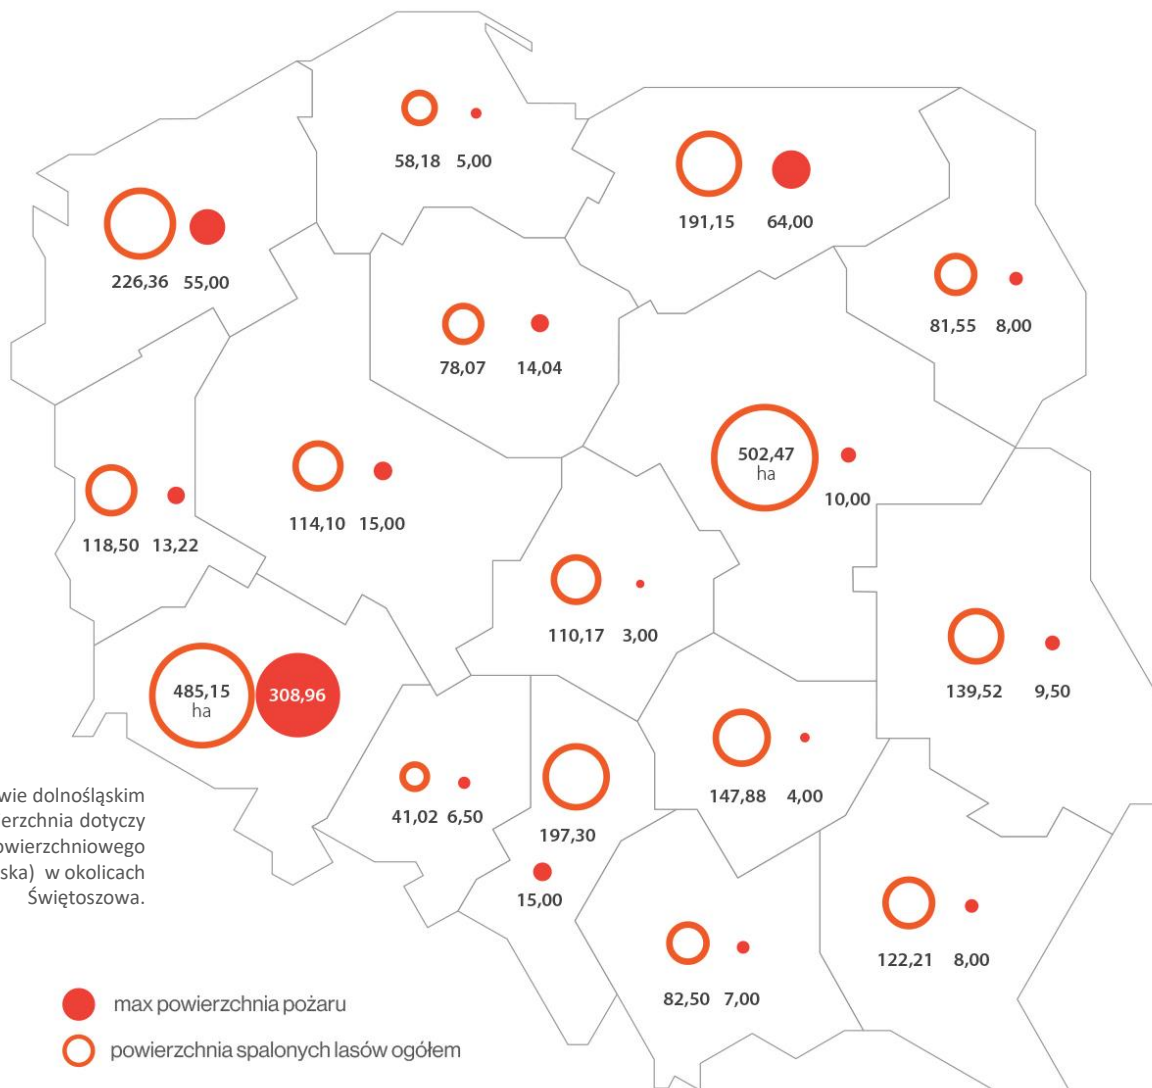 58,18 5,00
191,15 64,00
226,36 55,00
81,55 8,00
78,07 14,04
502,47
ha
10,00
114,10 15,00
118,50 13,22
110,17 3,00
485,15
ha
308,96
139,52 9,50
147,88 4,00
41,02 6,50
197,30
15,00
dolnośląskim
dotyczy
w okolicach
Świętoszowa.
122,21 8,00
82,50 7,00
max powierzchnia pożaru
powierzchnia spalonych lasów ogółem